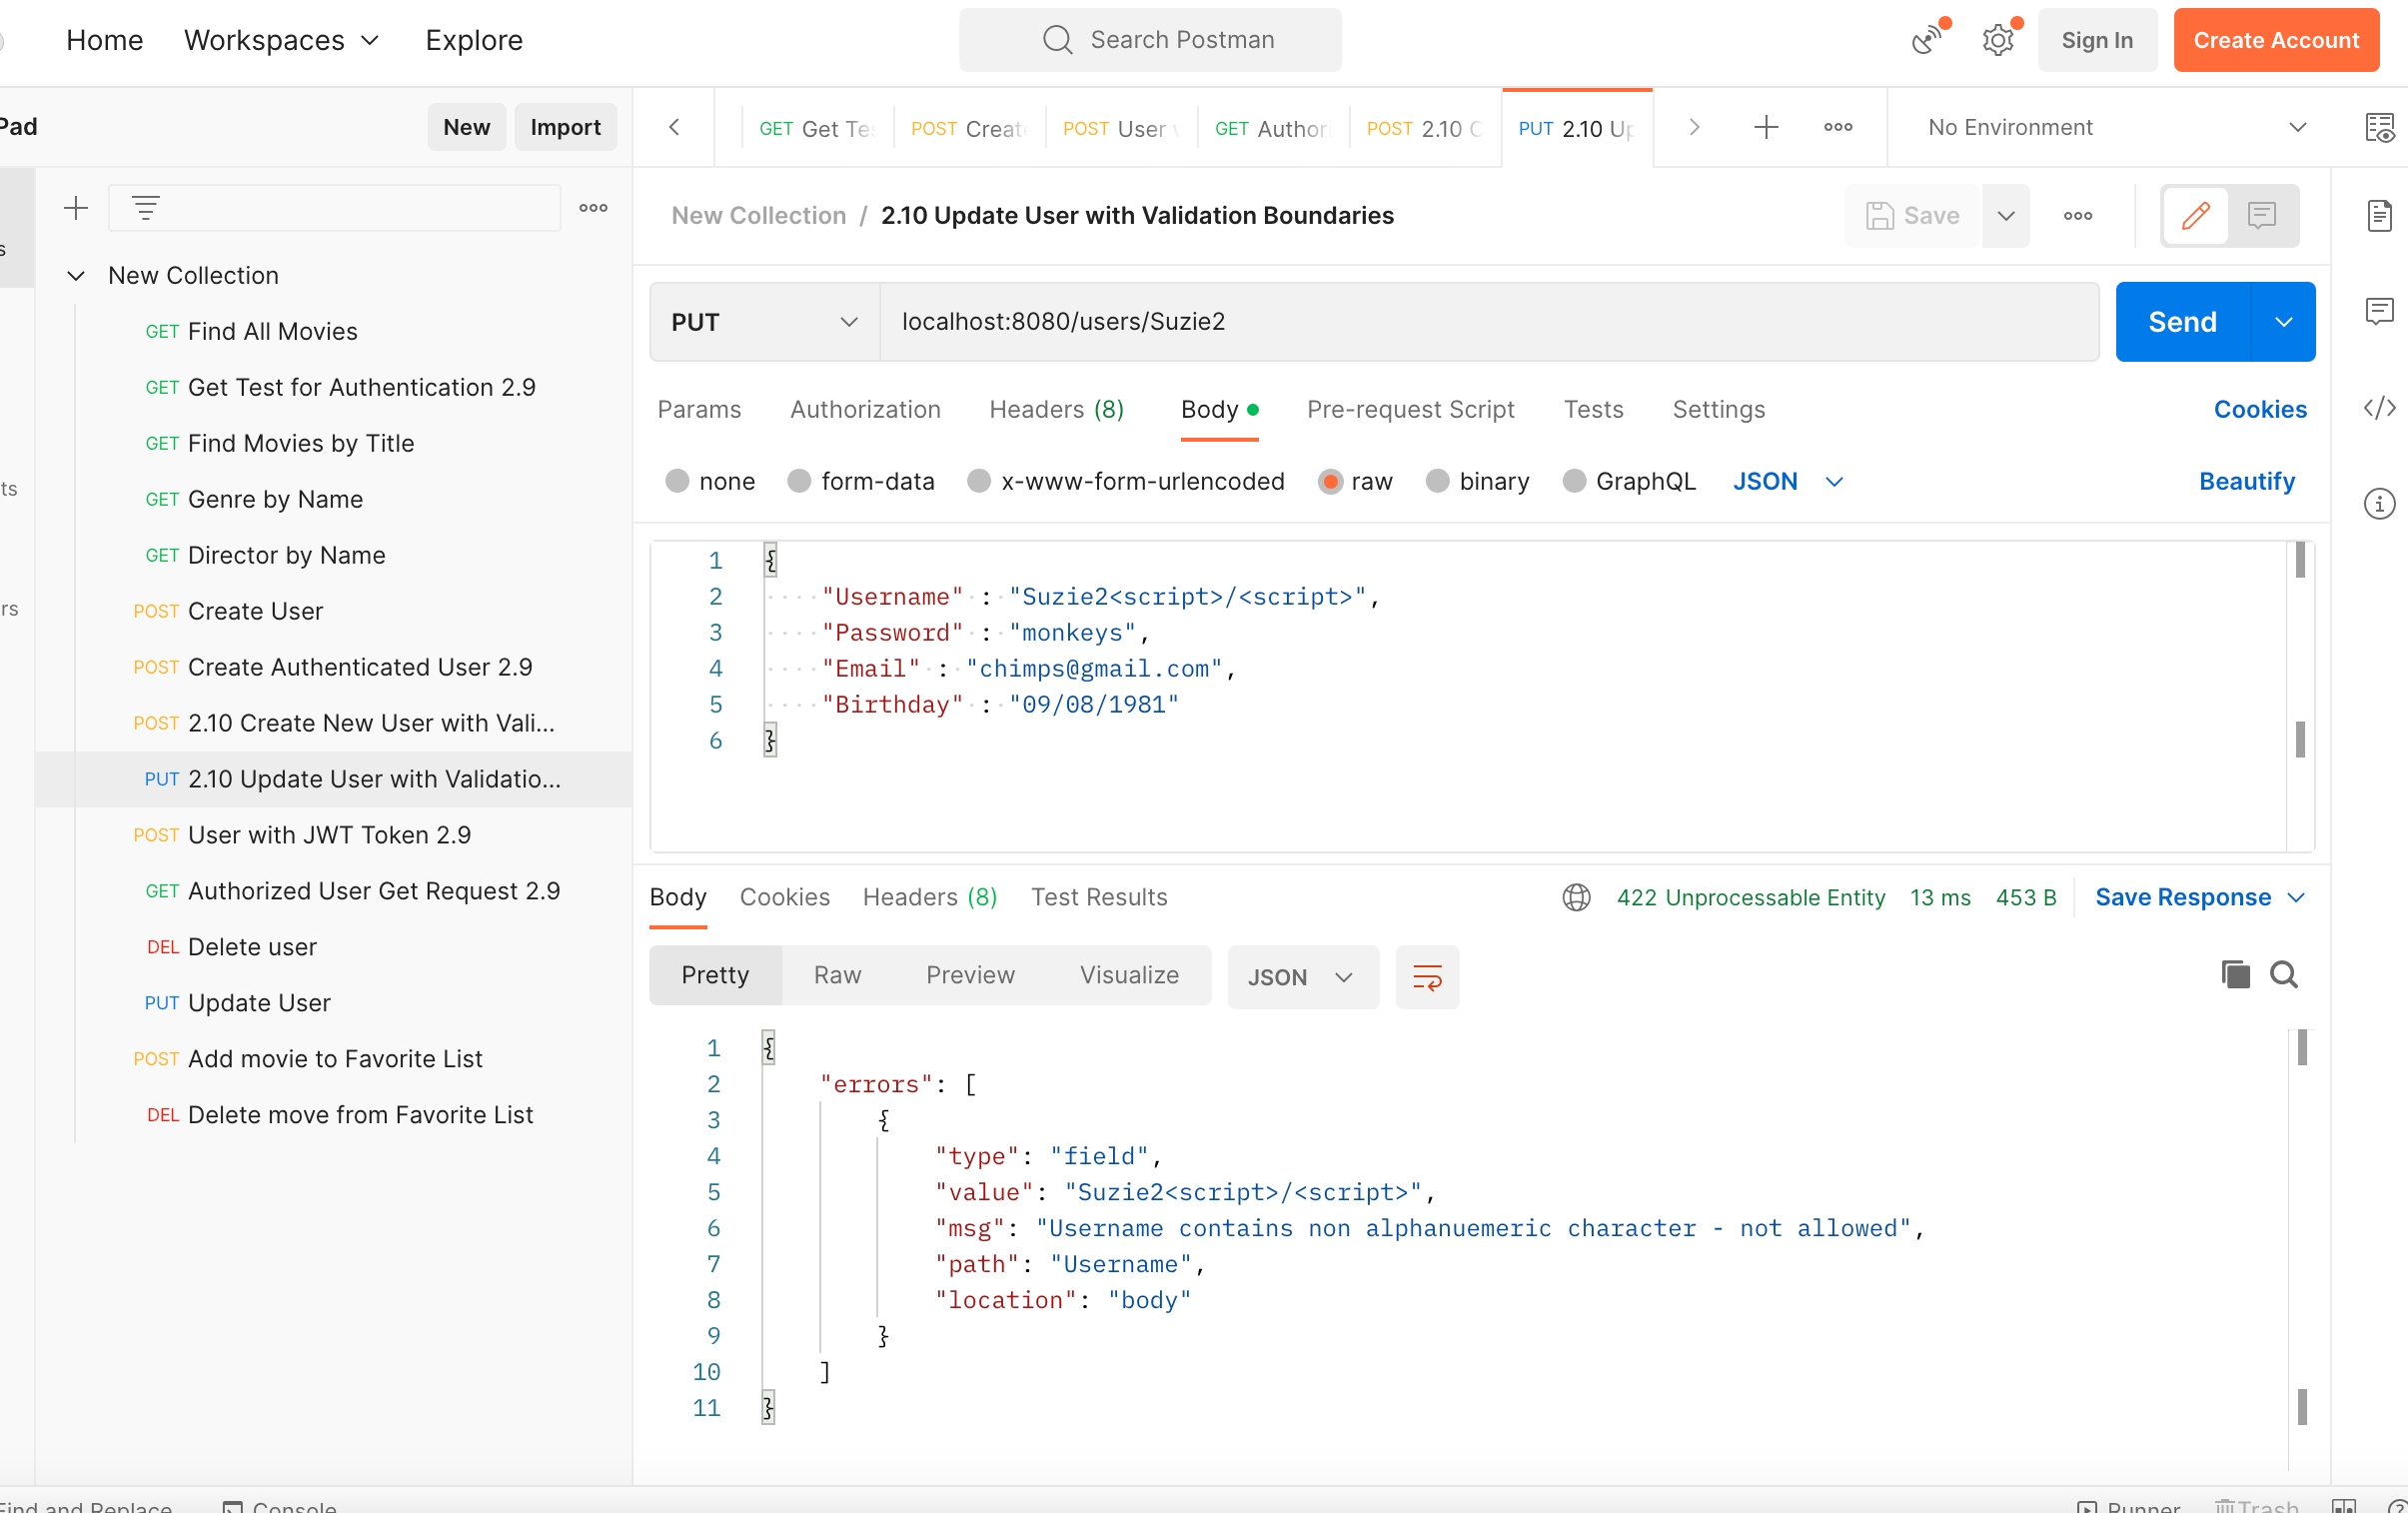 Home Workspaces Explore Search Postman Sign In Create Account
Pad New Import GET Get Te POST Creat POST User GET Author POST 2.10 C PUT 2.10 Up No Environment
New Collection / 2.10 Update User with Validation Boundaries Save
s
New Collection
GET Find All Movies
GET Get Test for Authentication 2.9
GET Find Movies by Title
ts
GET Genre by Name
GET Director by Name
rs
POST Create User
POST Create Authenticated User 2.9
POST 2.10 Create New User with Vali...
PUT 2.10 Update User with Validatio...
POST User with JWT Token 2.9
GET Authorized User Get Request 2.9
DEL Delete user
PUT Update User
POST Add movie to Favorite List
DEL Delete move from Favorite List
PUT localhost:8080/users/Suzie2 Send
Params Authorization Headers (8) Body Pre-request Script Tests Settings Cookies
none form-data x-www-form-urlencoded raw binary GraphQL JSON Beautify
1 {
2 "Username" : "Suzie2<script>/<script>",
3 "Password" : "monkeys",
4 "Email" : "chimps@gmail.com",
5 "Birthday" : "09/08/1981"
6 }
Body Cookies Headers (8) Test Results 422 Unprocessable Entity 13 ms 453 B Save Response
Pretty Raw Preview Visualize JSON
1 {
2 "errors": [
3 {
4 "type": "field",
5 "value": "Suzie2<script>/<script>",
6 "msg": "Username contains non alphanuemeric character - not allowed",
7 "path": "Username",
8 "location": "body"
9 }
10 ]
11 }
Find and Replace Console Runner Trash